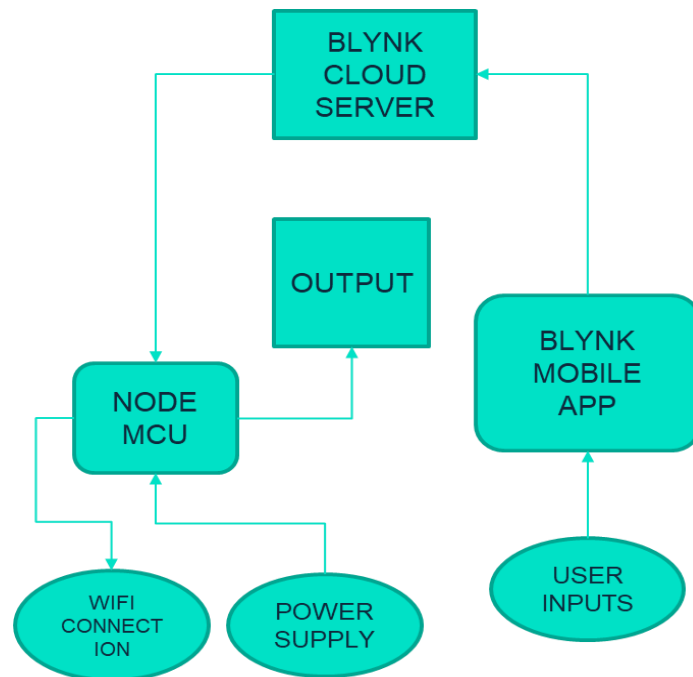 BLYNK
CLOUD
SERVER
OUTPUT
BLYNK
MOBILE
APP
NODE
MCU
WIFI
CONNECT
ION
POWER
SUPPLY
USER
INPUTS